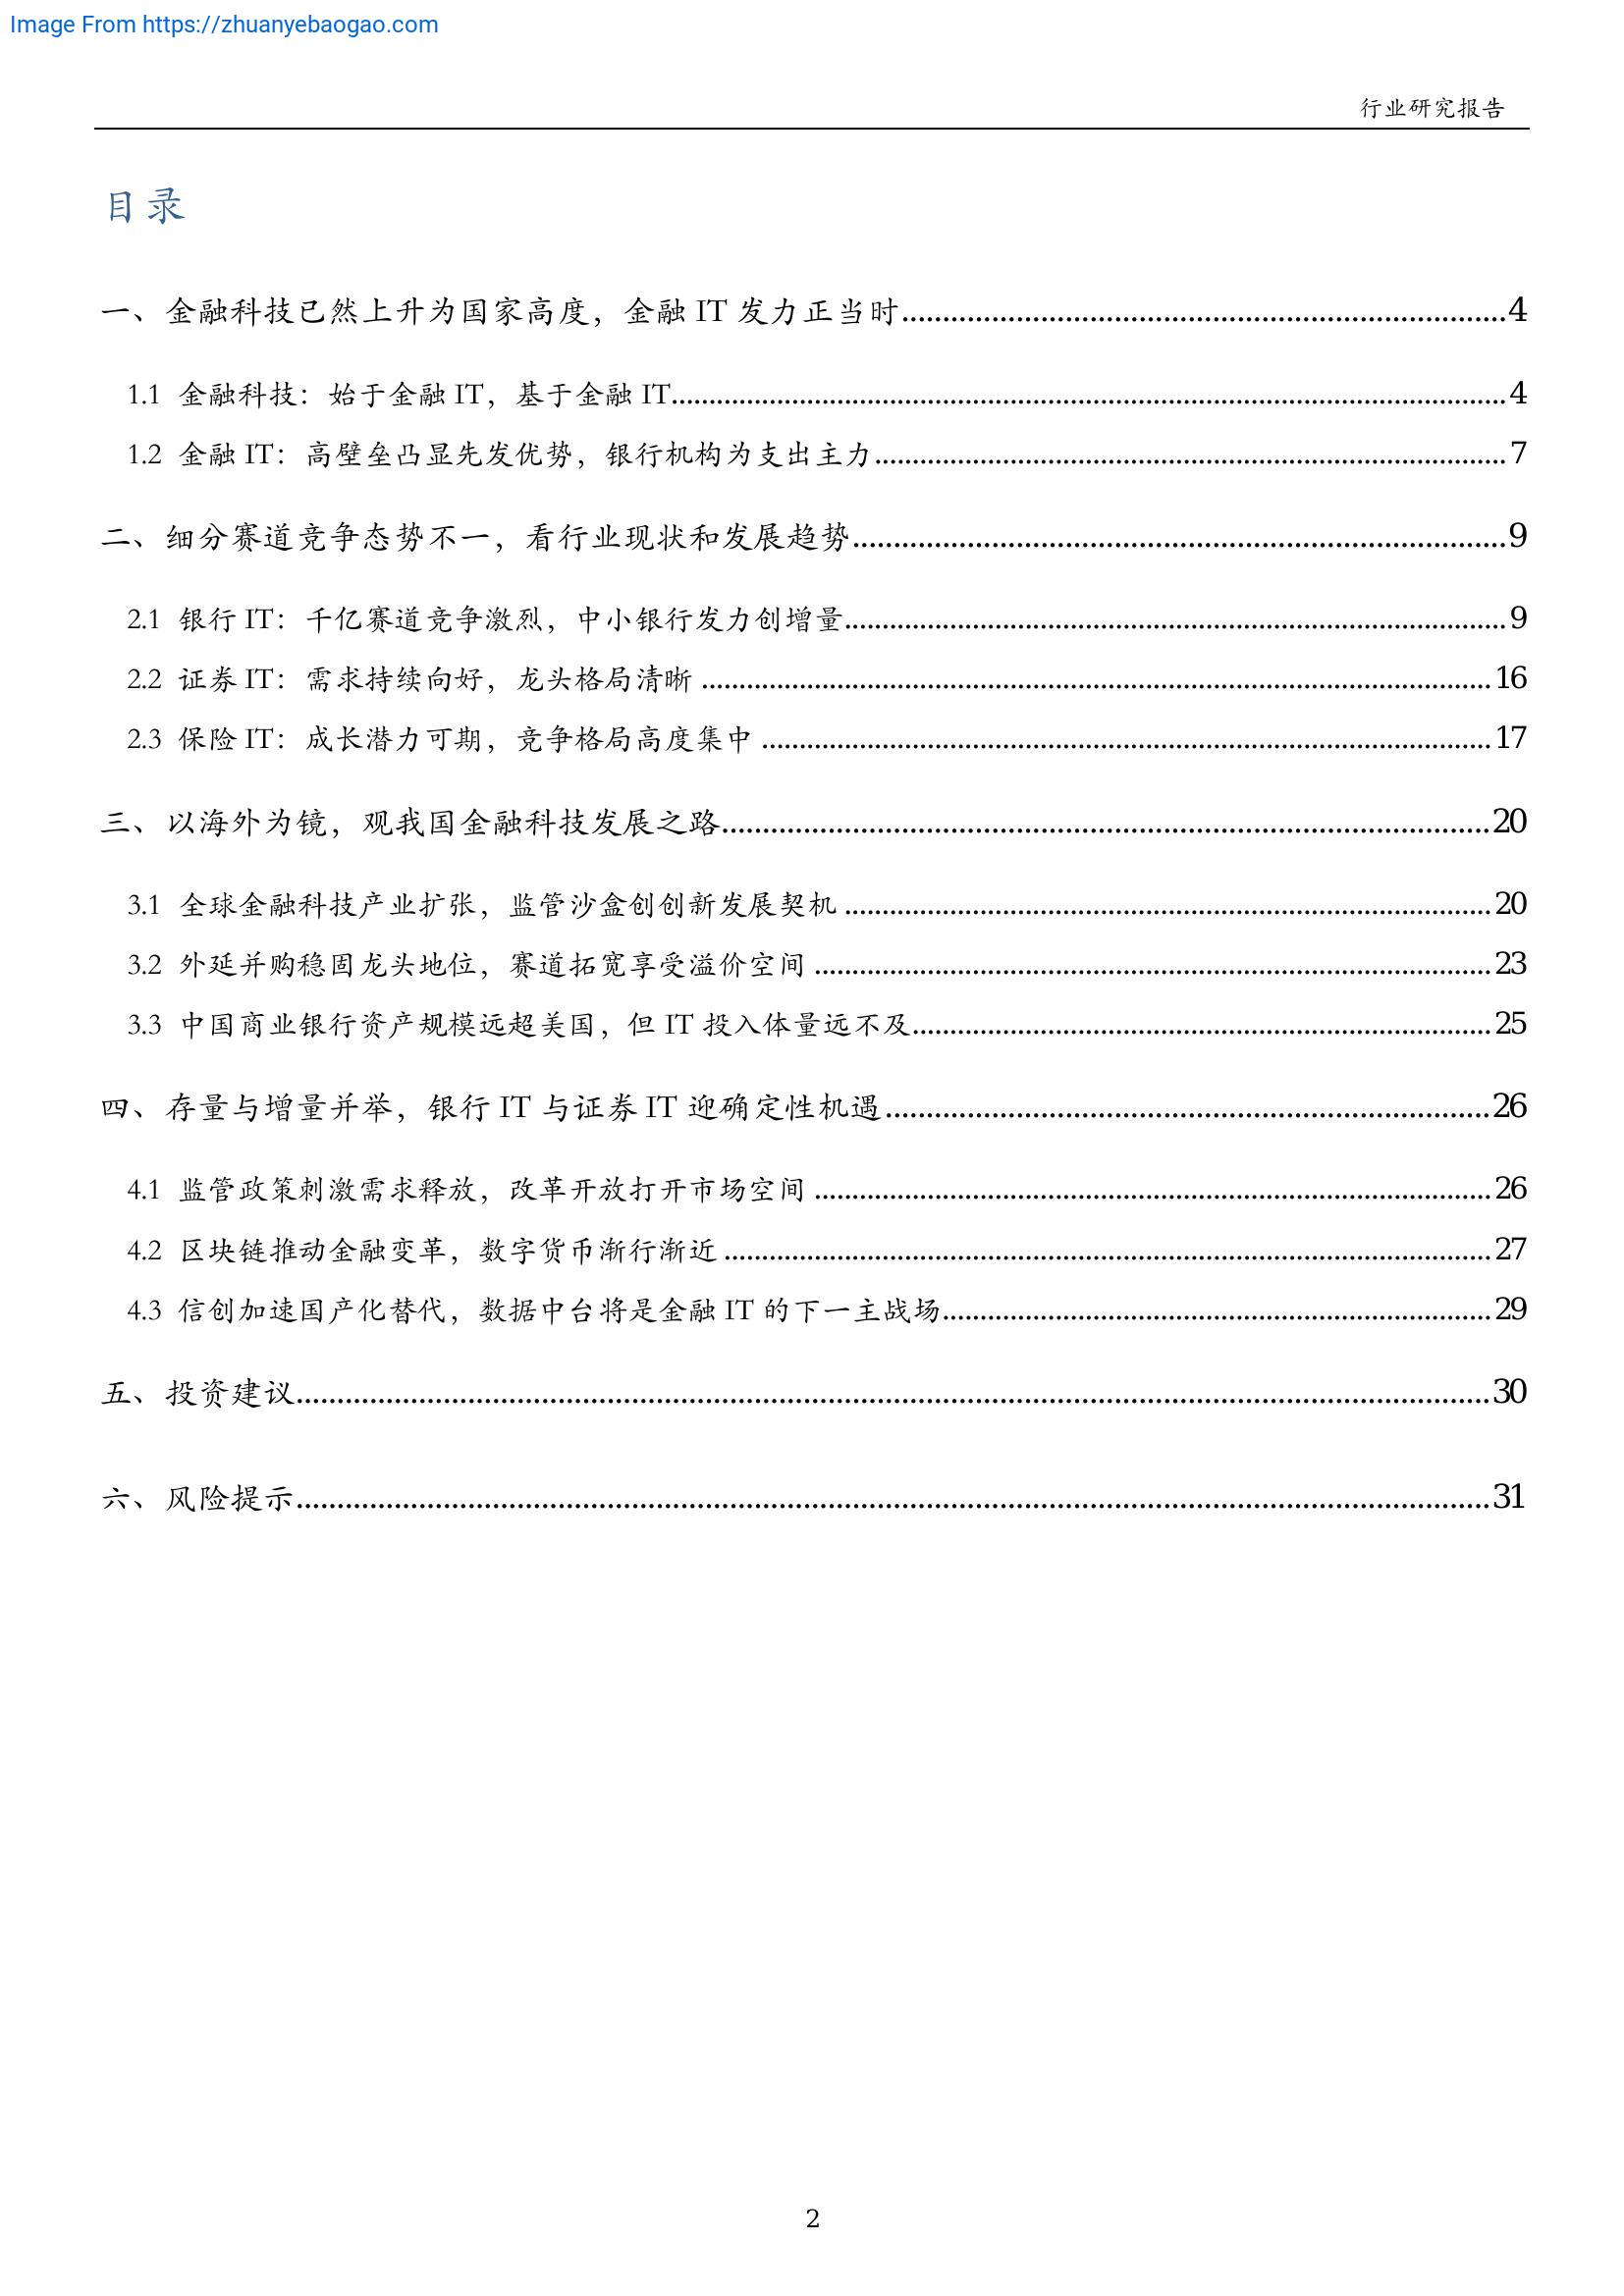 Image From https://zhuanyebaogao.com
行业研究报告
目录
一、金融科技已然上升为国家高度，金融 IT 发力正当时....................4
1.1 金融科技：始于金融 IT，基于金融 IT....................4
1.2 金融 IT：高壁垒凸显先发优势，银行机构为支出主力....................7
二、细分赛道竞争态势不一，看行业现状和发展趋势....................9
2.1 银行 IT：千亿赛道竞争激烈，中小银行发力创增量....................9
2.2 证券 IT：需求持续向好，龙头格局清晰....................16
2.3 保险 IT：成长潜力可期，竞争格局高度集中....................17
三、以海外为镜，观我国金融科技发展之路....................20
3.1 全球金融科技产业扩张，监管沙盒创创新发展契机....................20
3.2 外延并购稳固龙头地位，赛道拓宽享受溢价空间....................23
3.3 中国商业银行资产规模远超美国，但 IT 投入体量远不及....................25
四、存量与增量并举，银行 IT 与证券 IT 迎确定性机遇....................26
4.1 监管政策刺激需求释放，改革开放打开市场空间....................26
4.2 区块链推动金融变革，数字货币渐行渐近....................27
4.3 信创加速国产化替代，数据中台将是金融 IT 的下一主战场....................29
五、投资建议....................30
六、风险提示....................31
2